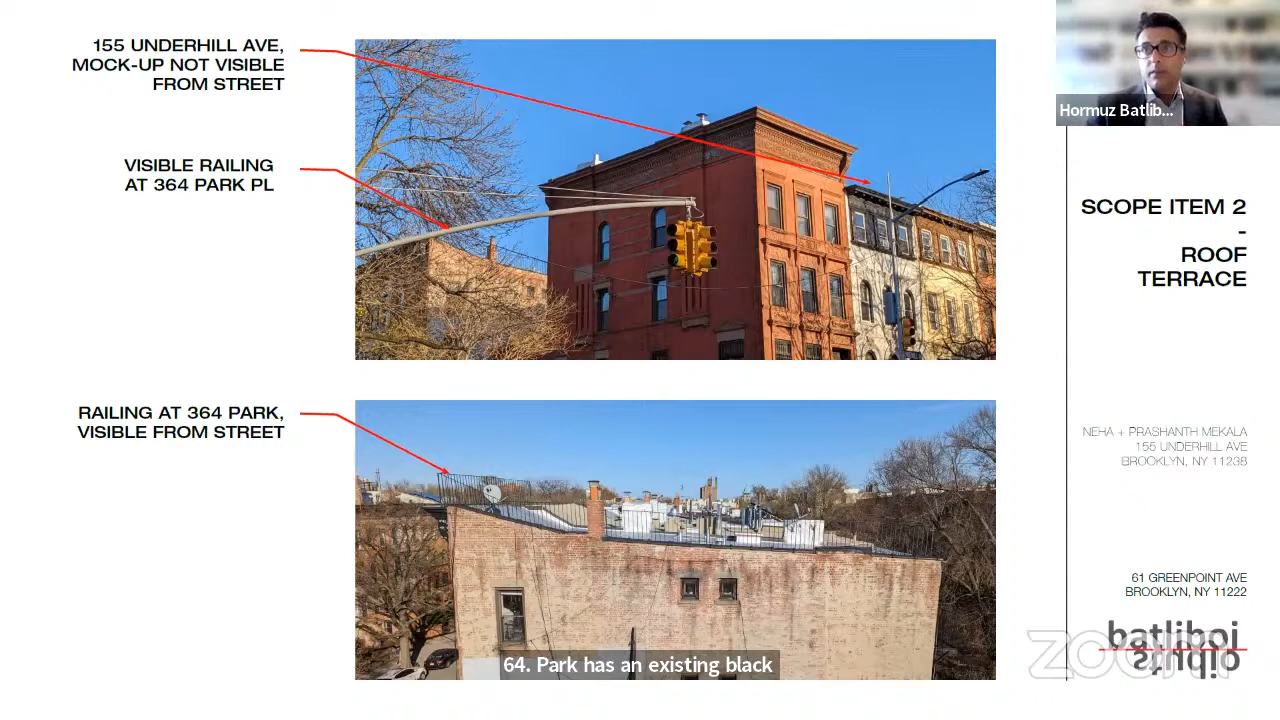 155 UNDERHILL AVE,
MOCK-UP NOT VISIBLE
FROM STREET
VISIBLE RAILING
AT 364 PARK PL
RAILING AT 364 PARK,
VISIBLE FROM STREET
64. Park has an existing black
Hormuz Batlib...
SCOPE ITEM 2
-
ROOF
TERRACE
NEHA + PRASHANTH MEKALA
155 UNDERHILL AVE
BROOKLYN, NY 11238
61 GREENPOINT AVE
BROOKLYN, NY 11222
batliboi
studio
zoom